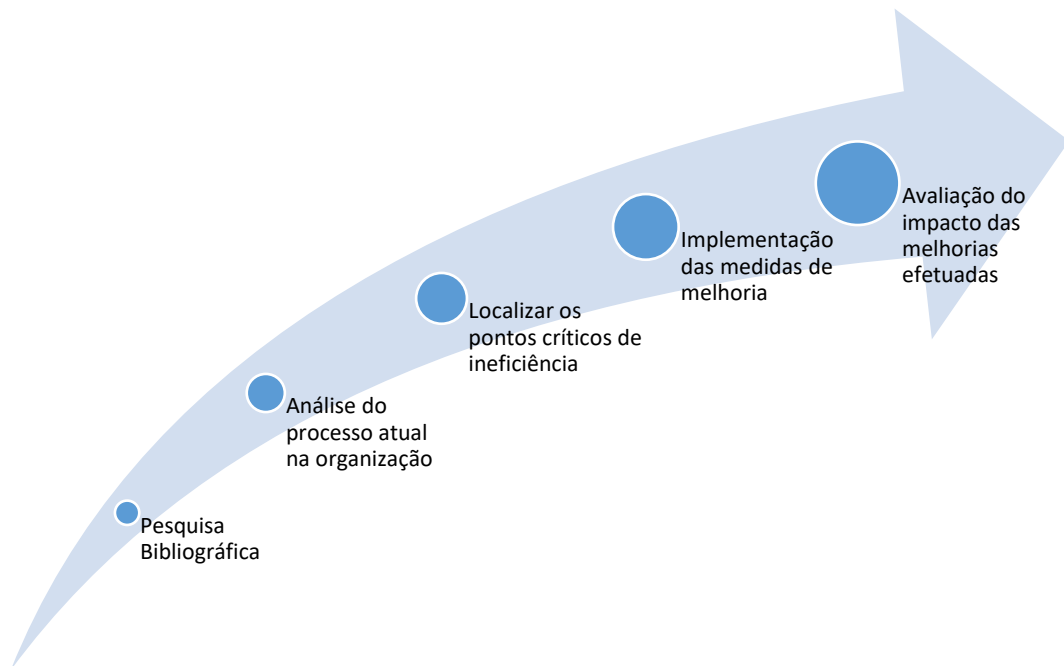 Pesquisa
Bibliográfica
Análise do
processo atual
na organização
Localizar os
pontos críticos de
ineficiência
Implementação
das medidas de
melhoria
Avaliação do
impacto das
melhorias
efetuadas